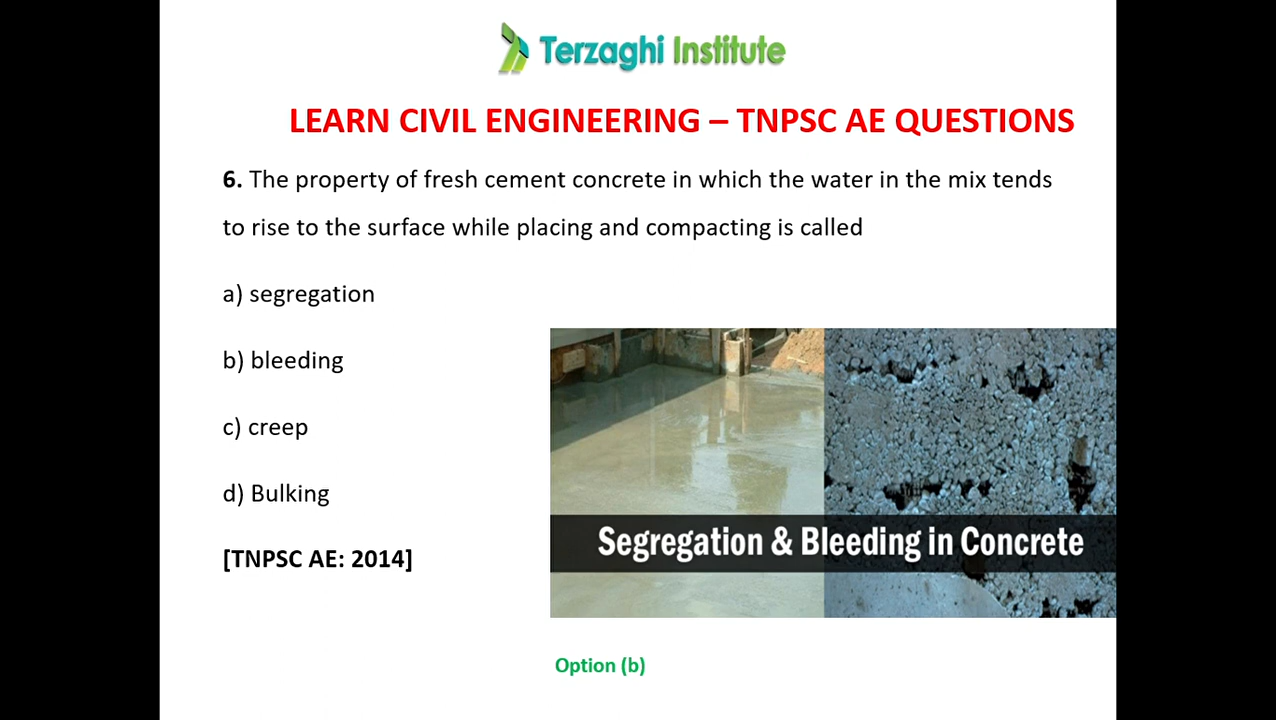 Terzaghi Institute
LEARN CIVIL ENGINEERING – TNPSC AE QUESTIONS
6. The property of fresh cement concrete in which the water in the mix tends
to rise to the surface while placing and compacting is called
a) segregation
b) bleeding
c) creep
d) Bulking
[TNPSC AE: 2014]
Segregation & Bleeding in Concrete
Option (b)